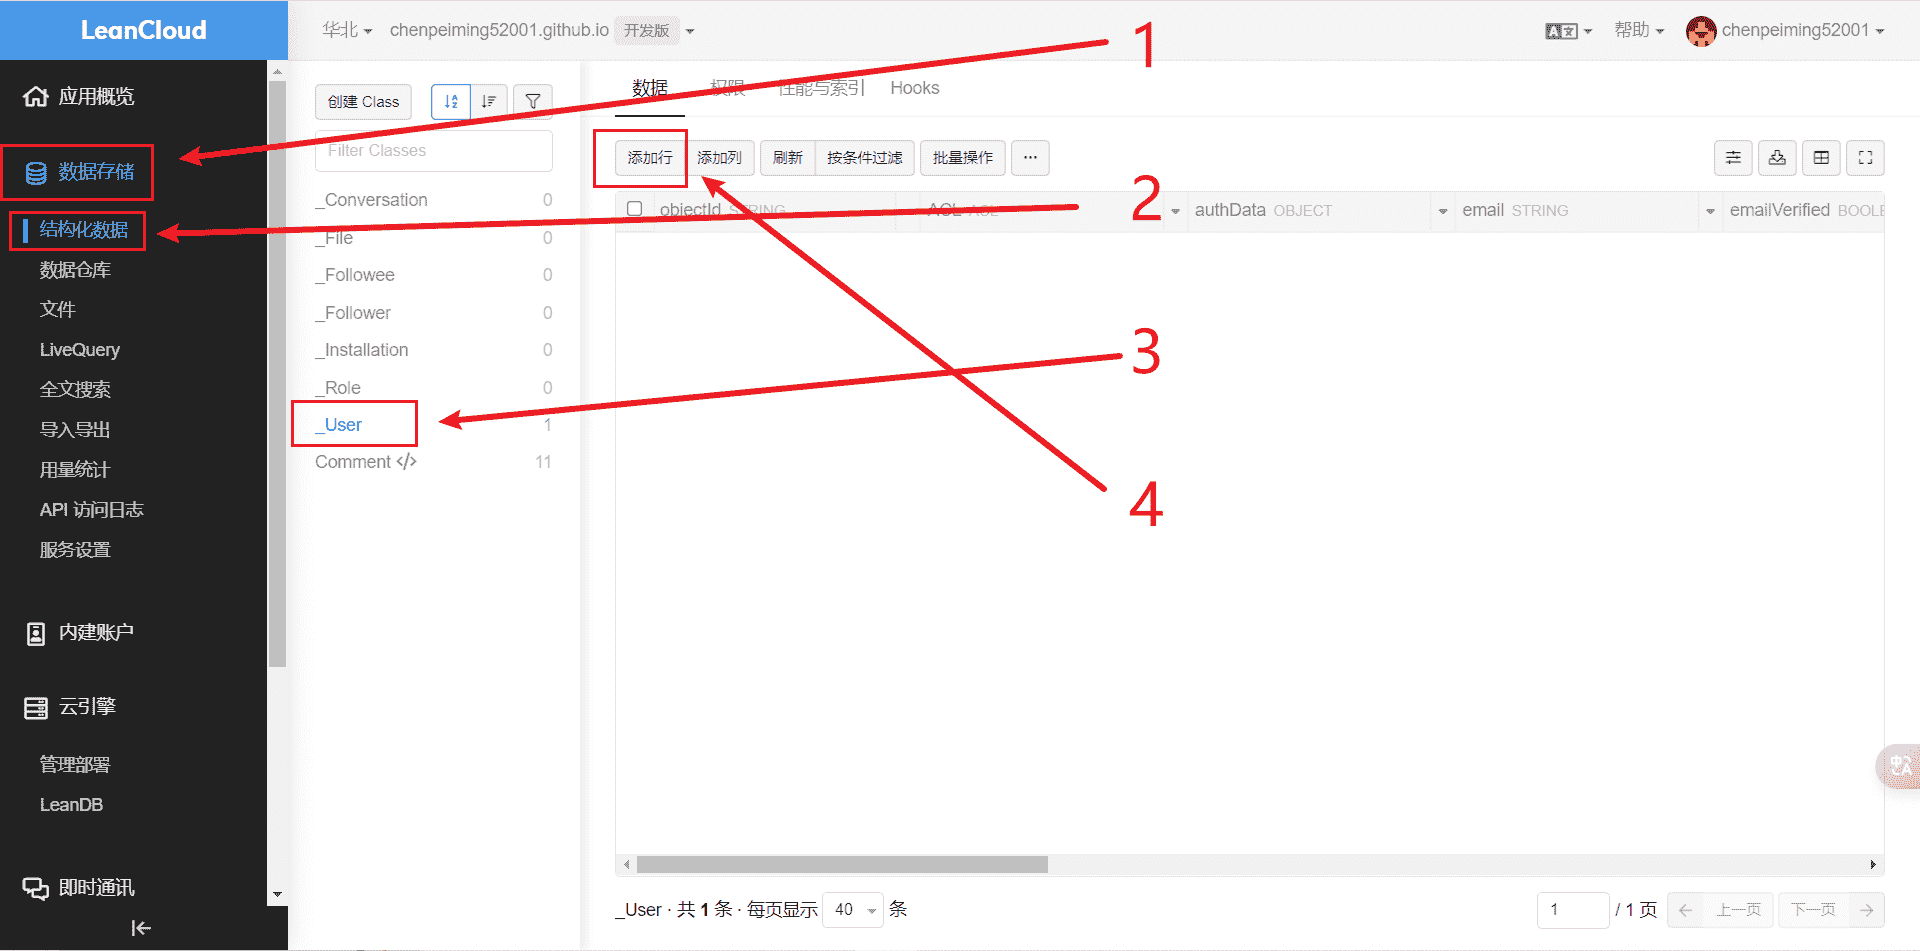 LeanCloud
华北
chenpeiming52001.github.io
开发版
帮助
chenpeiming52001
1
应用概览
数据存储
结构化数据
数据仓库
文件
LiveQuery
全文搜索
导入导出
用量统计
API 访问日志
服务设置
内建账户
云引擎
管理部署
LeanDB
即时通讯
创建 Class
Filter Classes
_Conversation 0
_File 0
_Followee 0
_Follower 0
_Installation 0
_Role 0
_User 1
Comment </> 11
数据 权限 性能与索引 Hooks
添加行 添加列 刷新 按条件过滤 批量操作 ···
2
objectId STRING ACL ACL authData OBJECT email STRING emailVerified BOOLE
3
4
_User · 共 1 条 · 每页显示 40 条
1 / 1 页 上一页 下一页